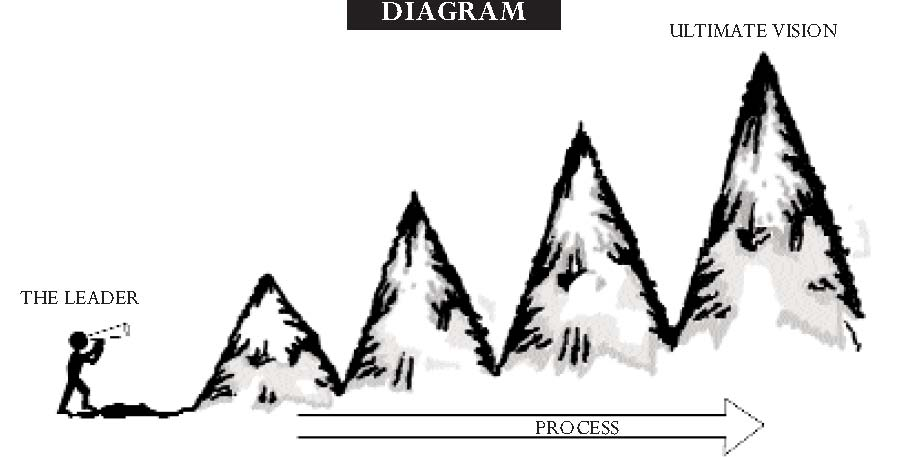 DIAGRAM
ULTIMATE VISION
THE LEADER
PROCESS